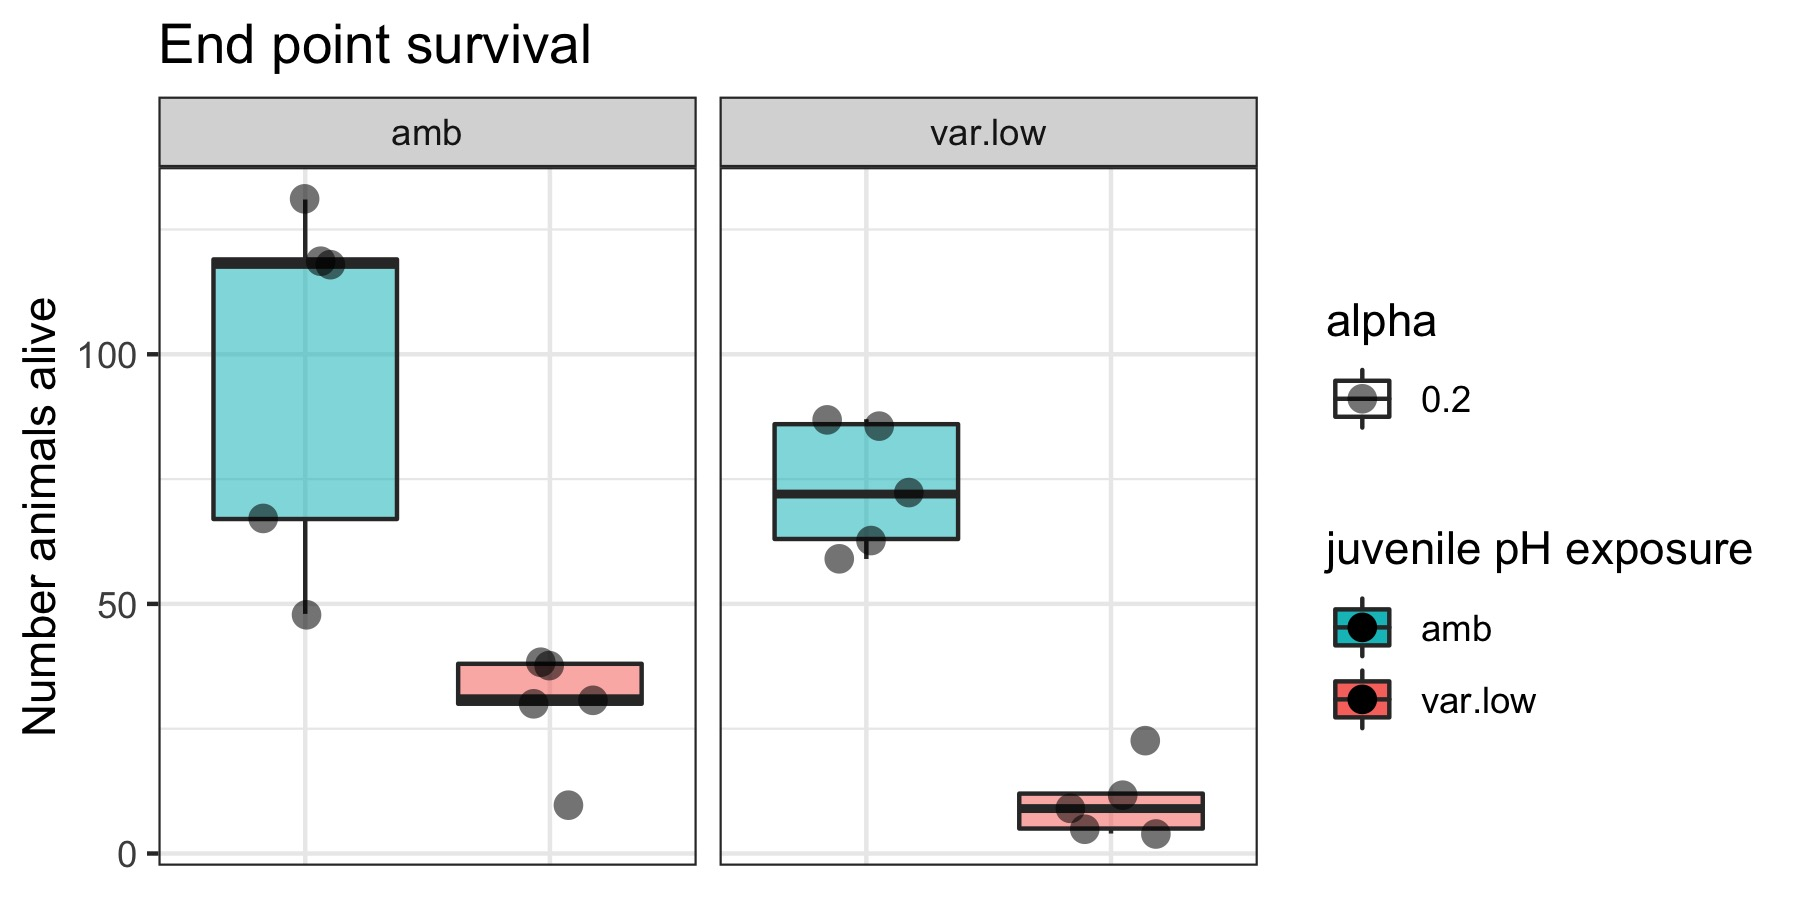 End point survival
amb
var.low
Number animals alive
100
50
0
alpha
0.2
juvenile pH exposure
amb
var.low